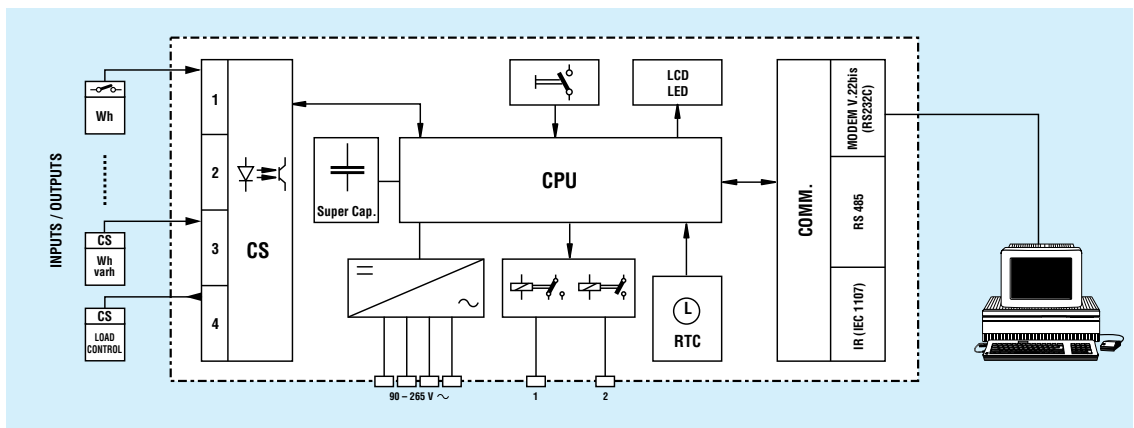 INPUTS / OUTPUTS
Wh
CS
Wh
varh
CS
LOAD
CONTROL
1
2
3
4
CS
Super Cap.
LCD
LED
CPU
90 – 265 V ~
1
2
L
RTC
COMM.
MODEM V.22bis
(RS232C)
RS 485
IR (IEC 1107)